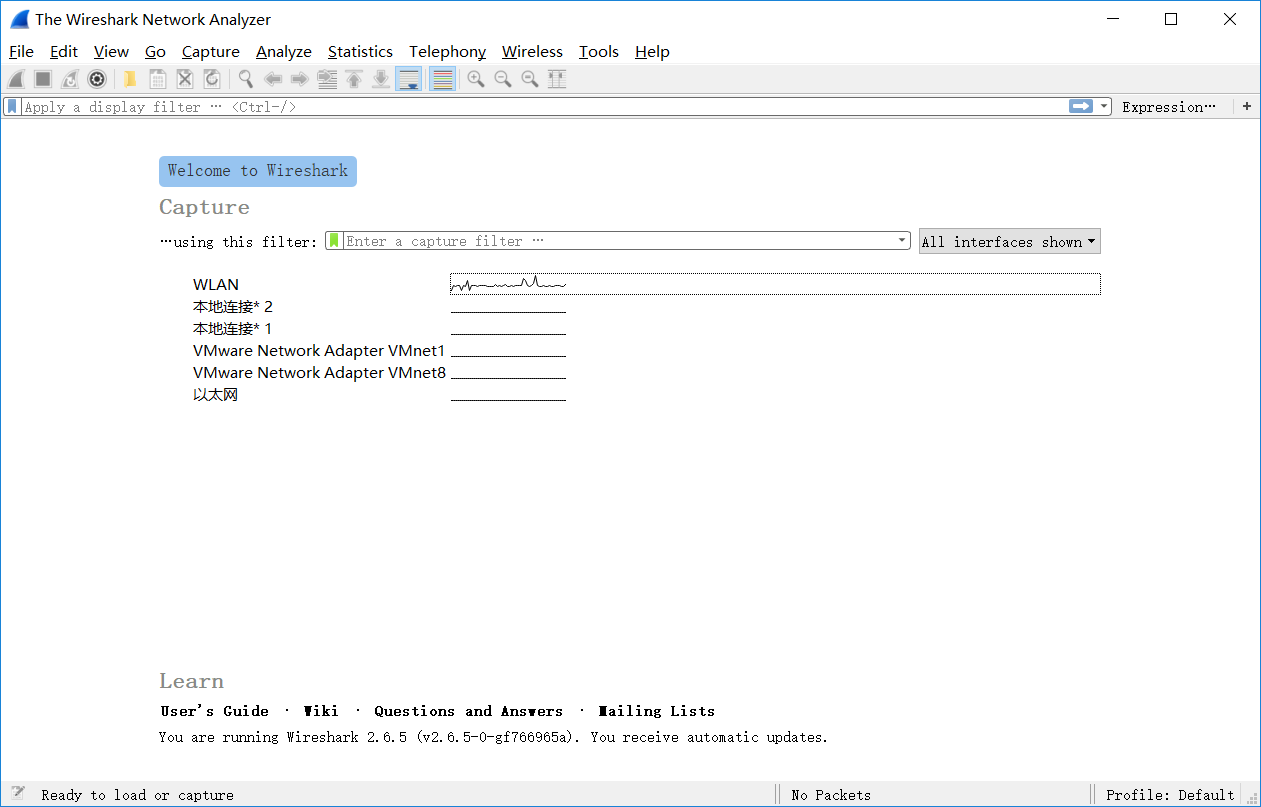 The Wireshark Network Analyzer
File Edit View Go Capture Analyze Statistics Telephony Wireless Tools Help
Apply a display filter … <Ctrl-/> Expression… +
Welcome to Wireshark
Capture
…using this filter: Enter a capture filter … All interfaces shown
WLAN
本地连接* 2
本地连接* 1
VMware Network Adapter VMnet1
VMware Network Adapter VMnet8
以太网
Learn
User's Guide · Wiki · Questions and Answers · Mailing Lists
You are running Wireshark 2.6.5 (v2.6.5-0-gf766965a). You receive automatic updates.
Ready to load or capture No Packets Profile: Default